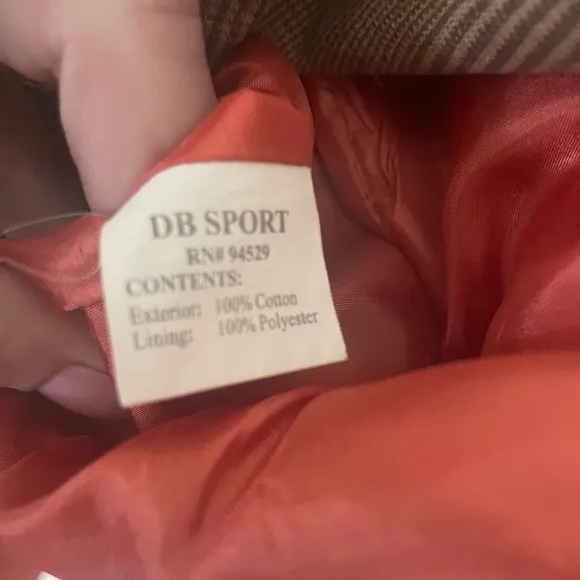 DB SPORT
RN# 94529
CONTENTS:
Exterior: 100% Cotton
Lining: 100% Polyester